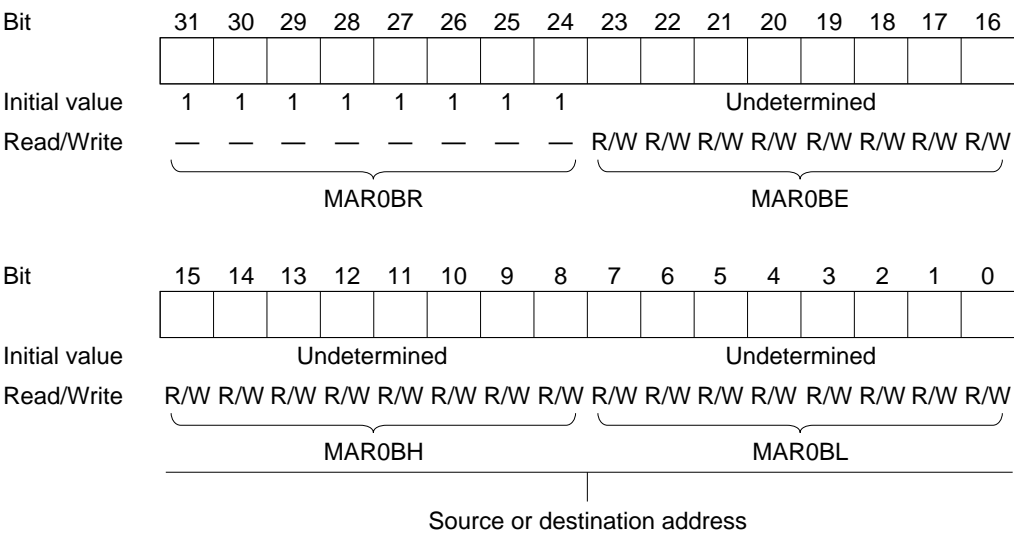 Bit 31 30 29 28 27 26 25 24 23 22 21 20 19 18 17 16
Initial value 1 1 1 1 1 1 1 1 Undetermined
Read/Write — — — — — — — — R/W R/W R/W R/W R/W R/W R/W R/W
MAR0BR MAR0BE
Bit 15 14 13 12 11 10 9 8 7 6 5 4 3 2 1 0
Initial value Undetermined Undetermined
Read/Write R/W R/W R/W R/W R/W R/W R/W R/W R/W R/W R/W R/W R/W R/W R/W R/W
MAR0BH MAR0BL
Source or destination address